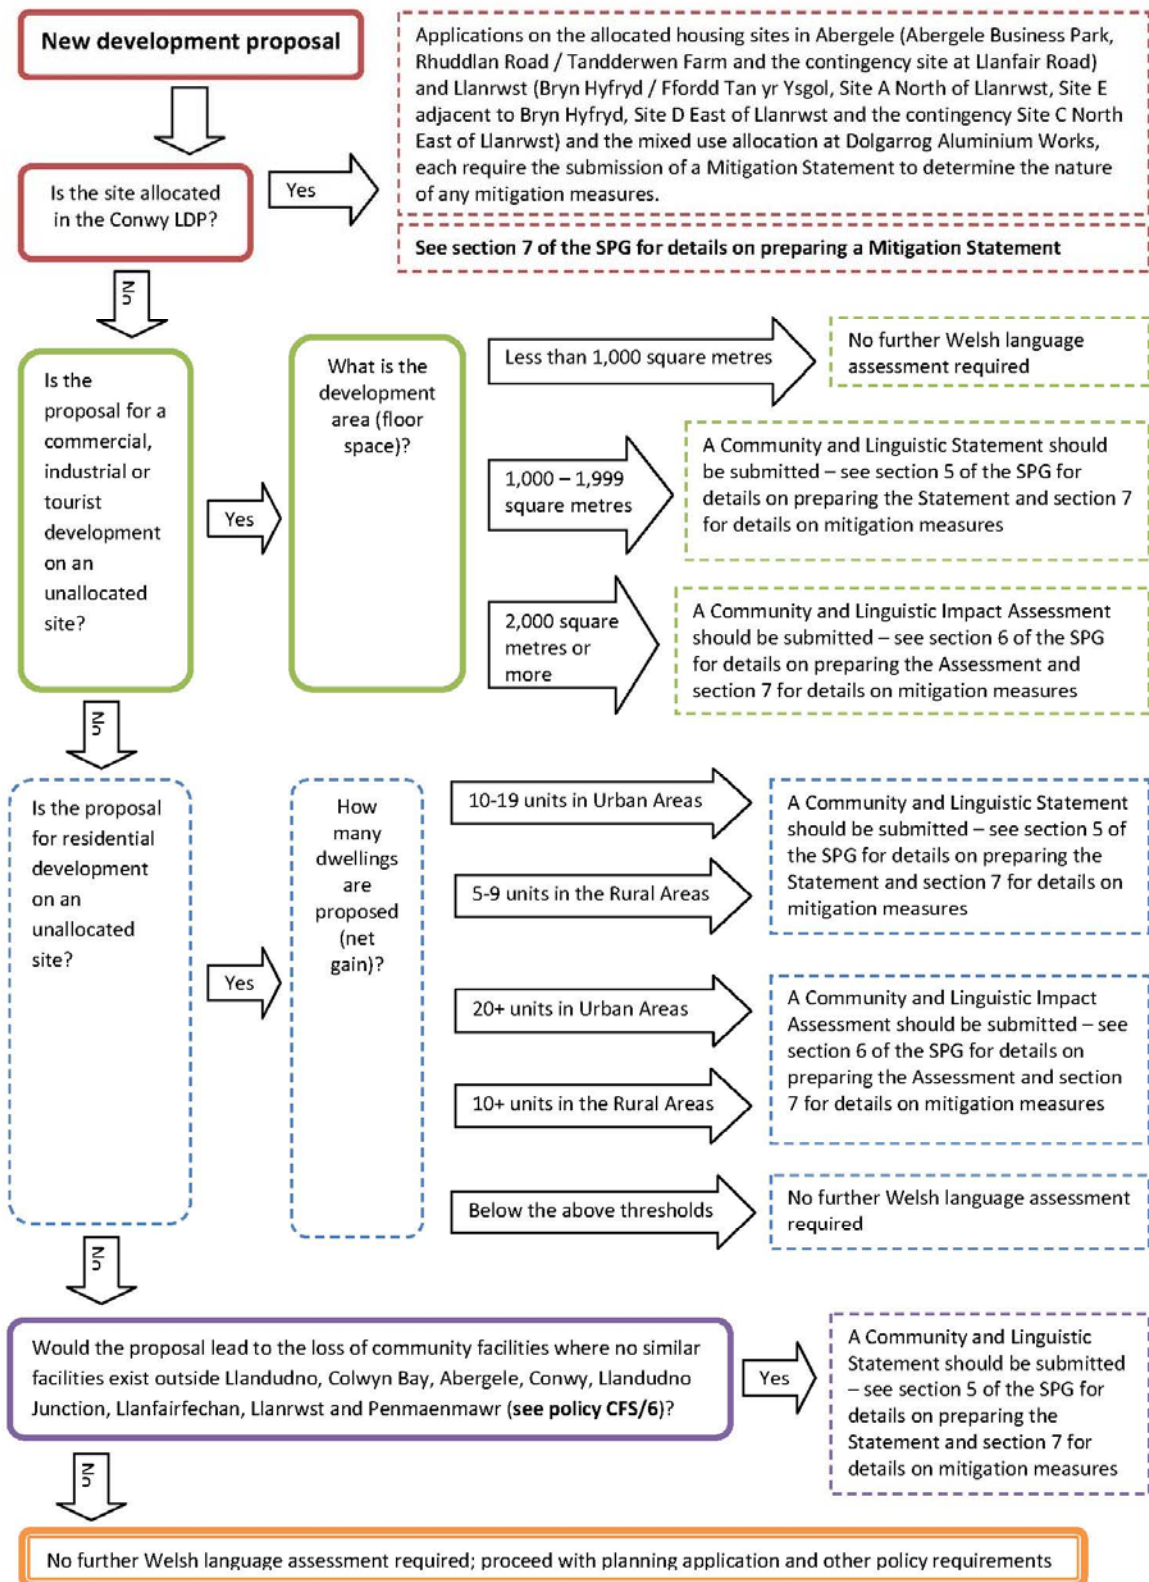 New development proposal
Applications on the allocated housing sites in Abergele (Abergele Business Park,
Rhuddlan Road / Tandderwen Farm and the contingency site at Llanfair Road)
and Llanrwst (Bryn Hyfryd / Ffordd Tan yr Ysgol, Site A North of Llanrwst, Site E
adjacent to Bryn Hyfryd, Site D East of Llanrwst and the contingency Site C North
East of Llanrwst) and the mixed use allocation at Dolgarrog Aluminium Works,
each require the submission of a Mitigation Statement to determine the nature
of any mitigation measures.
Is the site allocated
in the Conwy LDP?
Yes
See section 7 of the SPG for details on preparing a Mitigation Statement
No
Is the
proposal for a
commercial,
industrial or
tourist
development
on an
unallocated
site?
Yes
What is the
development
area (floor
space)?
Less than 1,000 square metres
No further Welsh language
assessment required
1,000 – 1,999
square metres
A Community and Linguistic Statement should
be submitted – see section 5 of the SPG for
details on preparing the Statement and section 7
for details on mitigation measures
2,000 square
metres or
more
A Community and Linguistic Impact Assessment
should be submitted – see section 6 of the SPG
for details on preparing the Assessment and
section 7 for details on mitigation measures
No
Is the proposal
for residential
development
on an
unallocated
site?
Yes
How
many
dwellings
are
proposed
(net
gain)?
10-19 units in Urban Areas
5-9 units in the Rural Areas
A Community and Linguistic Statement
should be submitted – see section 5 of
the SPG for details on preparing the
Statement and section 7 for details on
mitigation measures
20+ units in Urban Areas
10+ units in the Rural Areas
A Community and Linguistic Impact
Assessment should be submitted – see
section 6 of the SPG for details on
preparing the Assessment and section
7 for details on mitigation measures
Below the above thresholds
No further Welsh language assessment
required
No
Would the proposal lead to the loss of community facilities where no similar
facilities exist outside Llandudno, Colwyn Bay, Abergele, Conwy, Llandudno
Junction, Llanfairfechan, Llanrwst and Penmaenmawr (see policy CFS/6)?
Yes
A Community and Linguistic
Statement should be submitted
– see section 5 of the SPG for
details on preparing the
Statement and section 7 for
details on mitigation measures
No
No further Welsh language assessment required; proceed with planning application and other policy requirements